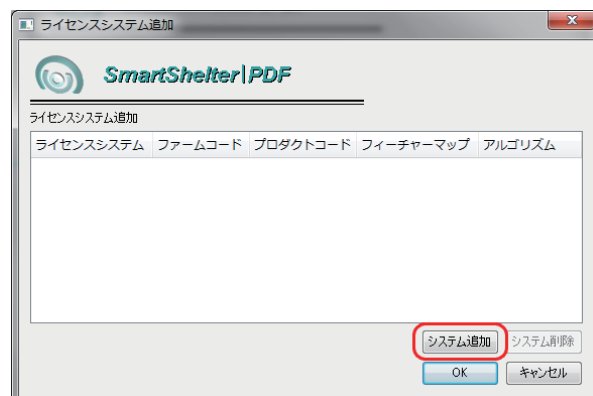 ライセンスシステム追加
SmartShelter|PDF
ライセンスシステム追加
ライセンスシステム ファームコード プロダクトコード フィーチャーマップ アルゴリズム
システム追加 システム削除
OK キャンセル